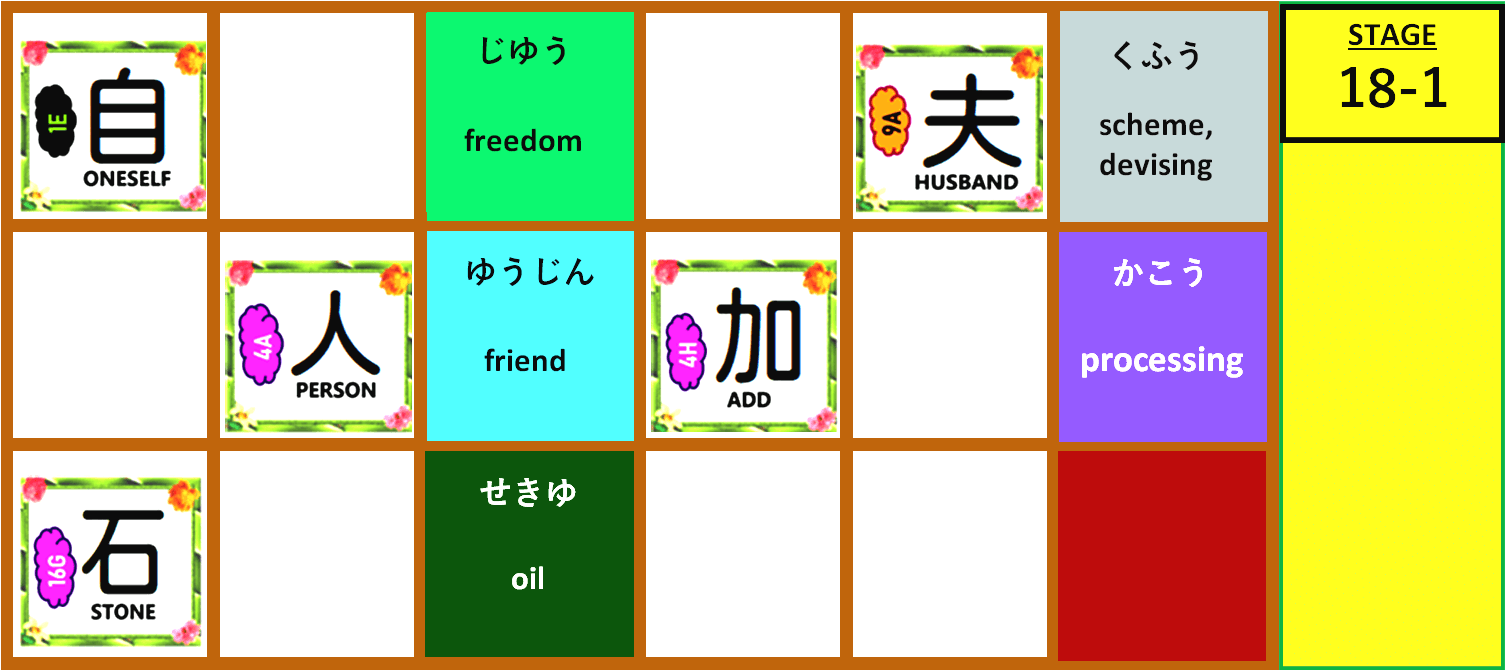 1E
自
ONESELF
じゆう
freedom
9A
夫
HUSBAND
くふう
scheme,
devising
STAGE
18-1
4A
人
PERSON
ゆうじん
friend
4H
加
ADD
かこう
processing
16G
石
STONE
せきゆ
oil